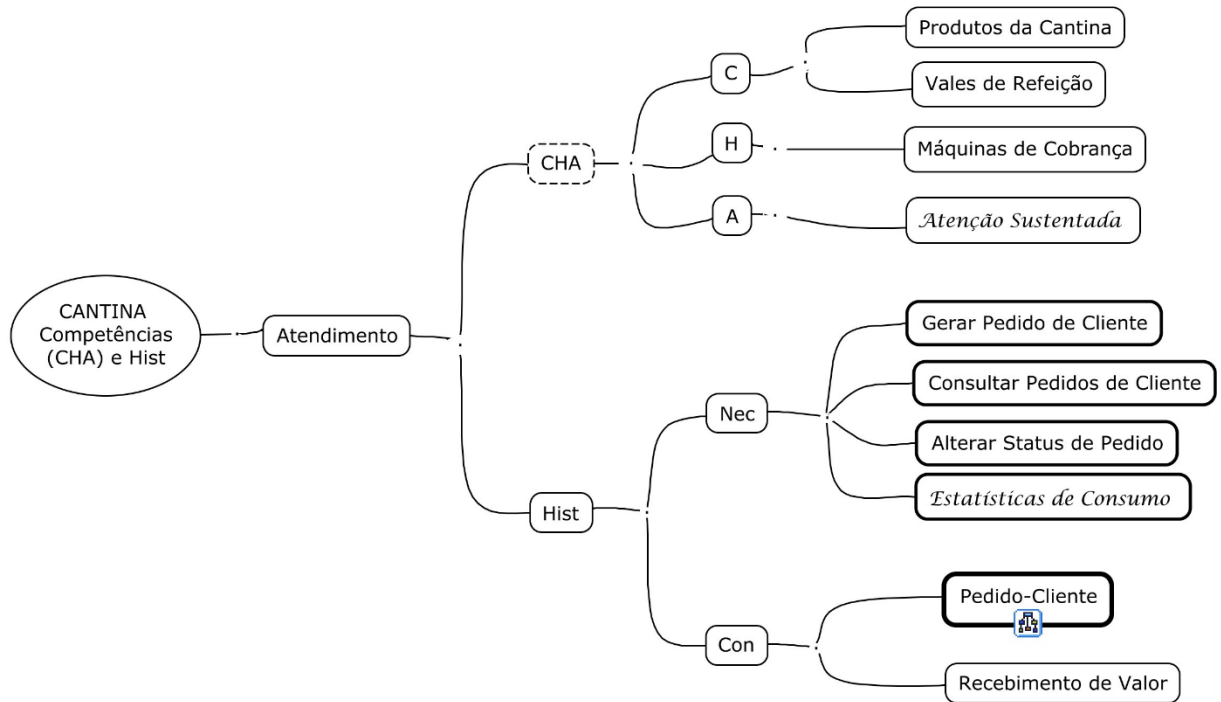 CANTINA
Competências
(CHA) e Hist
Atendimento
CHA
C
Produtos da Cantina
Vales de Refeição
H
Máquinas de Cobrança
A
Atenção Sustentada
Hist
Nec
Gerar Pedido de Cliente
Consultar Pedidos de Cliente
Alterar Status de Pedido
Estatísticas de Consumo
Con
Pedido-Cliente
Recebimento de Valor